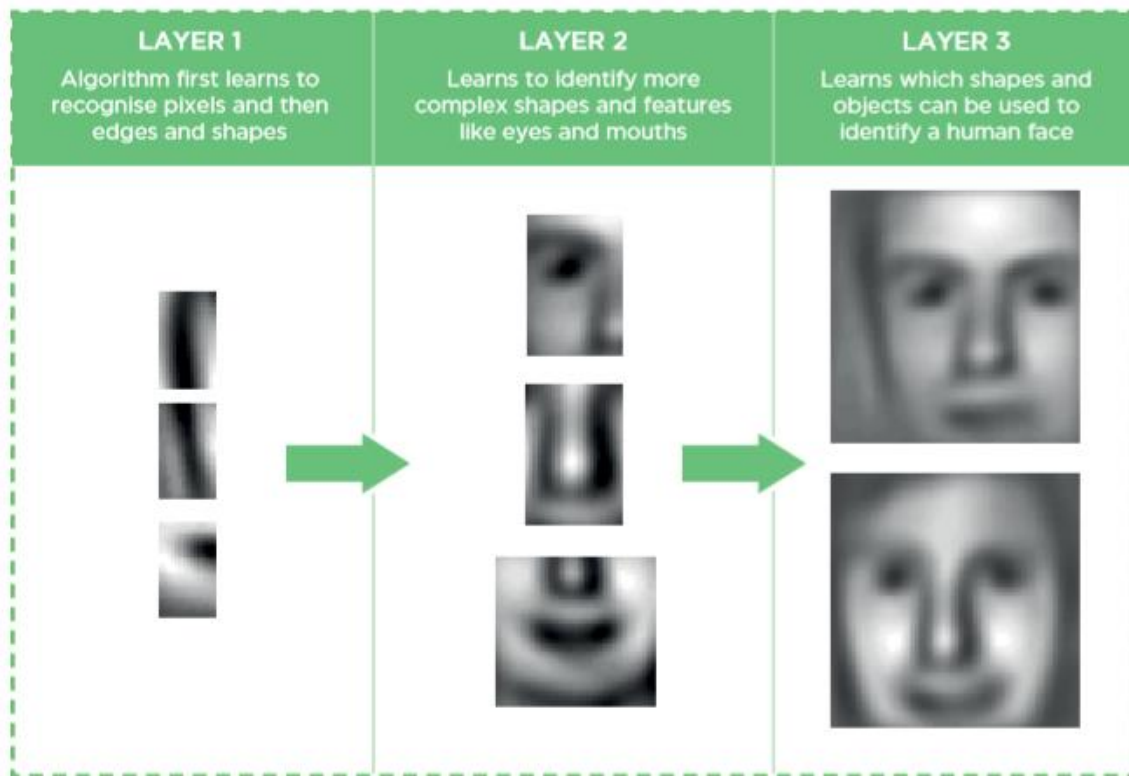 LAYER 1
Algorithm first learns to
recognise pixels and then
edges and shapes
LAYER 2
Learns to identify more
complex shapes and features
like eyes and mouths
LAYER 3
Learns which shapes and
objects can be used to
identify a human face